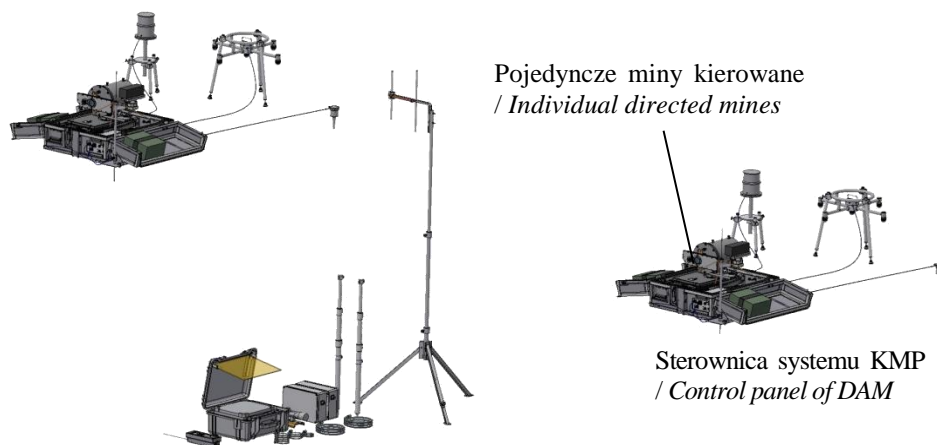 Pojedyncze miny kierowane
/ Individual directed mines
Sterownica systemu KMP
/ Control panel of DAM